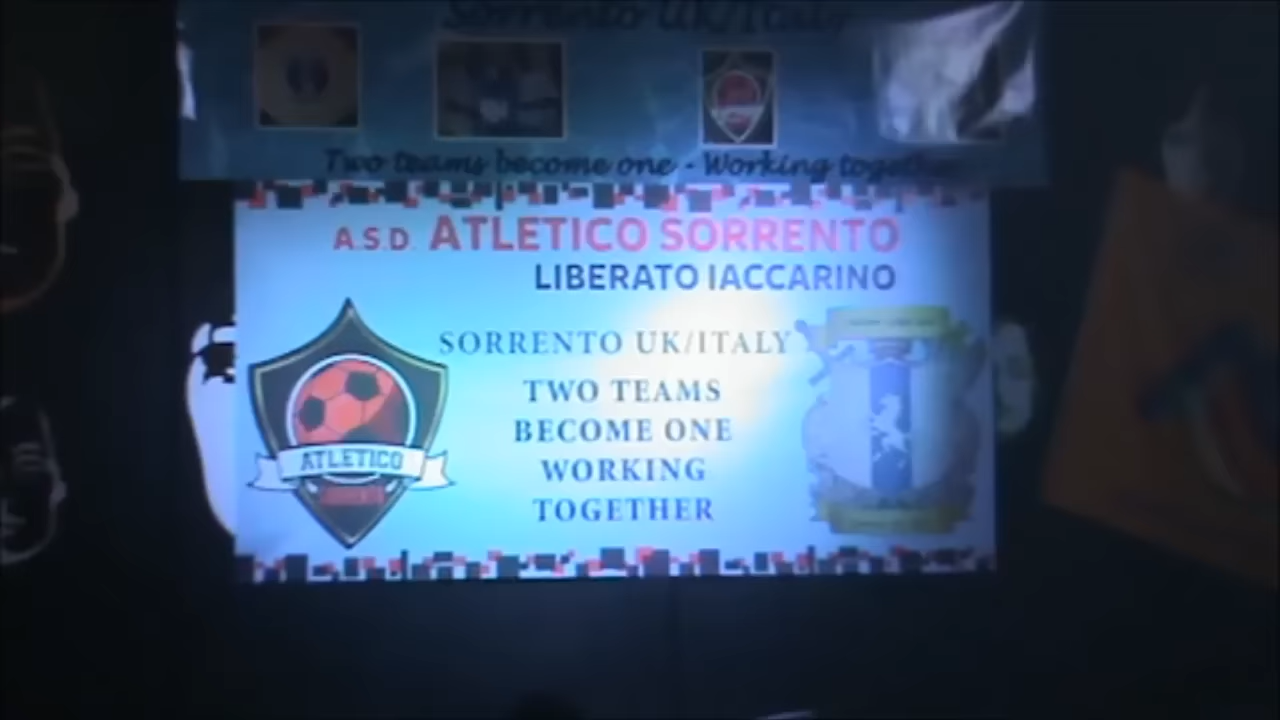 Sorrento UK/Italy
Two teams become one - Working together
A.S.D. ATLETICO SORRENTO
LIBERATO IACCARINO
SORRENTO UK/ITALY
TWO TEAMS
BECOME ONE
WORKING
TOGETHER
ATLETICO